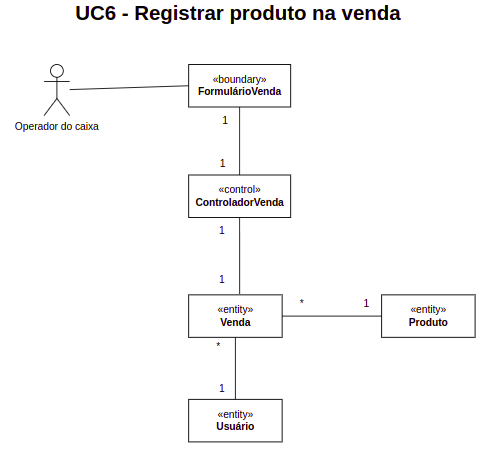 UC6 - Registrar produto na venda
«boundary»
FormulárioVenda
Operador do caixa
1
1
«control»
ControladorVenda
1
1
«entity»
Venda
*
1
«entity»
Produto
*
1
«entity»
Usuário